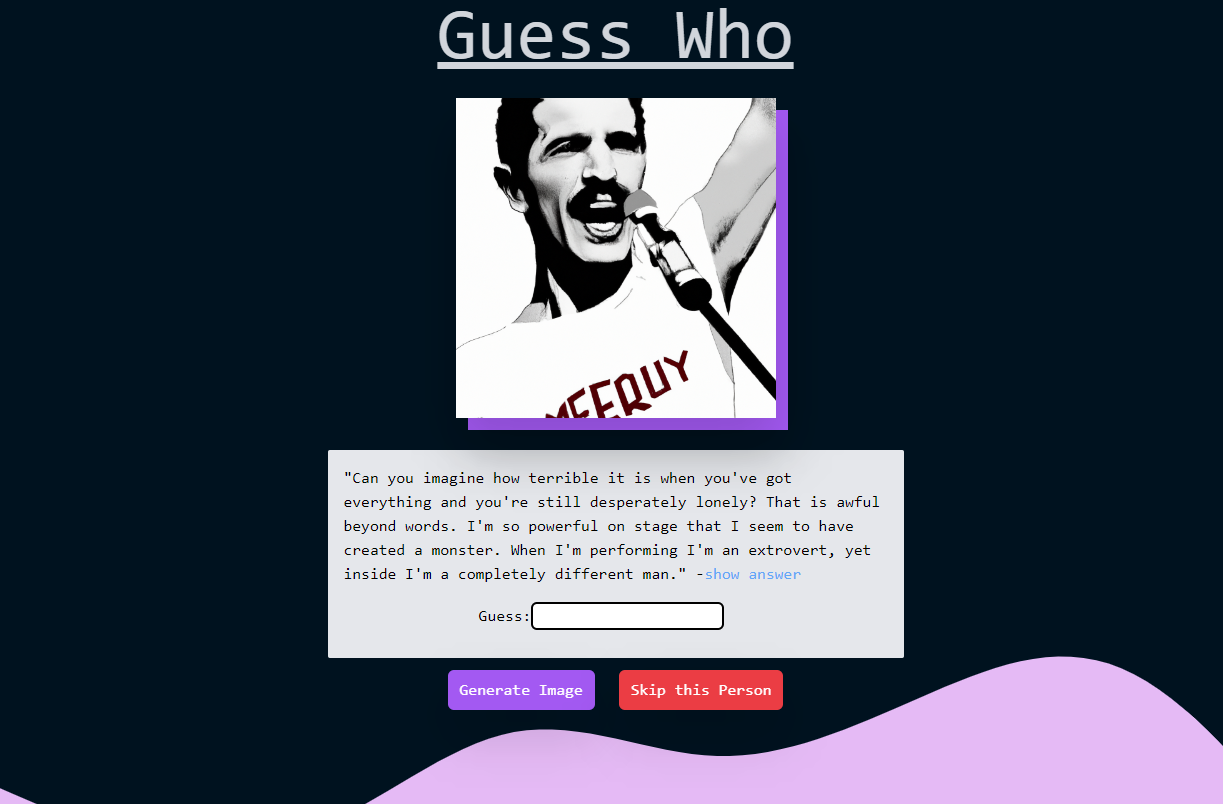 Guess Who
MEERUY
"Can you imagine how terrible it is when you've got
everything and you're still desperately lonely? That is awful
beyond words. I'm so powerful on stage that I seem to have
created a monster. When I'm performing I'm an extrovert, yet
inside I'm a completely different man." -show answer
Guess:
Generate Image Skip this Person